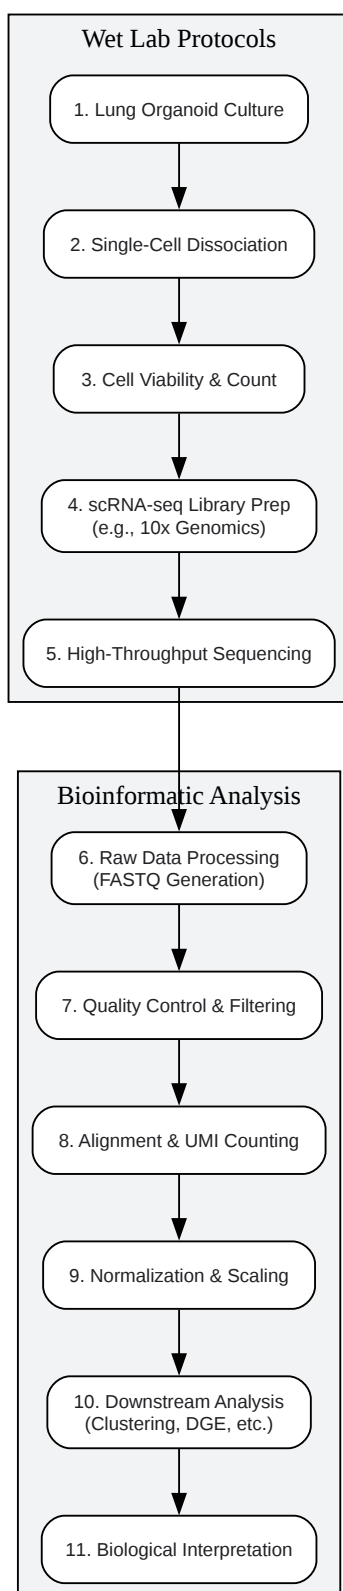 Wet Lab Protocols
1. Lung Organoid Culture
2. Single-Cell Dissociation
3. Cell Viability & Count
4. scRNA-seq Library Prep
(e.g., 10x Genomics)
5. High-Throughput Sequencing
Bioinformatic Analysis
6. Raw Data Processing
(FASTQ Generation)
7. Quality Control & Filtering
8. Alignment & UMI Counting
9. Normalization & Scaling
10. Downstream Analysis
(Clustering, DGE, etc.)
11. Biological Interpretation